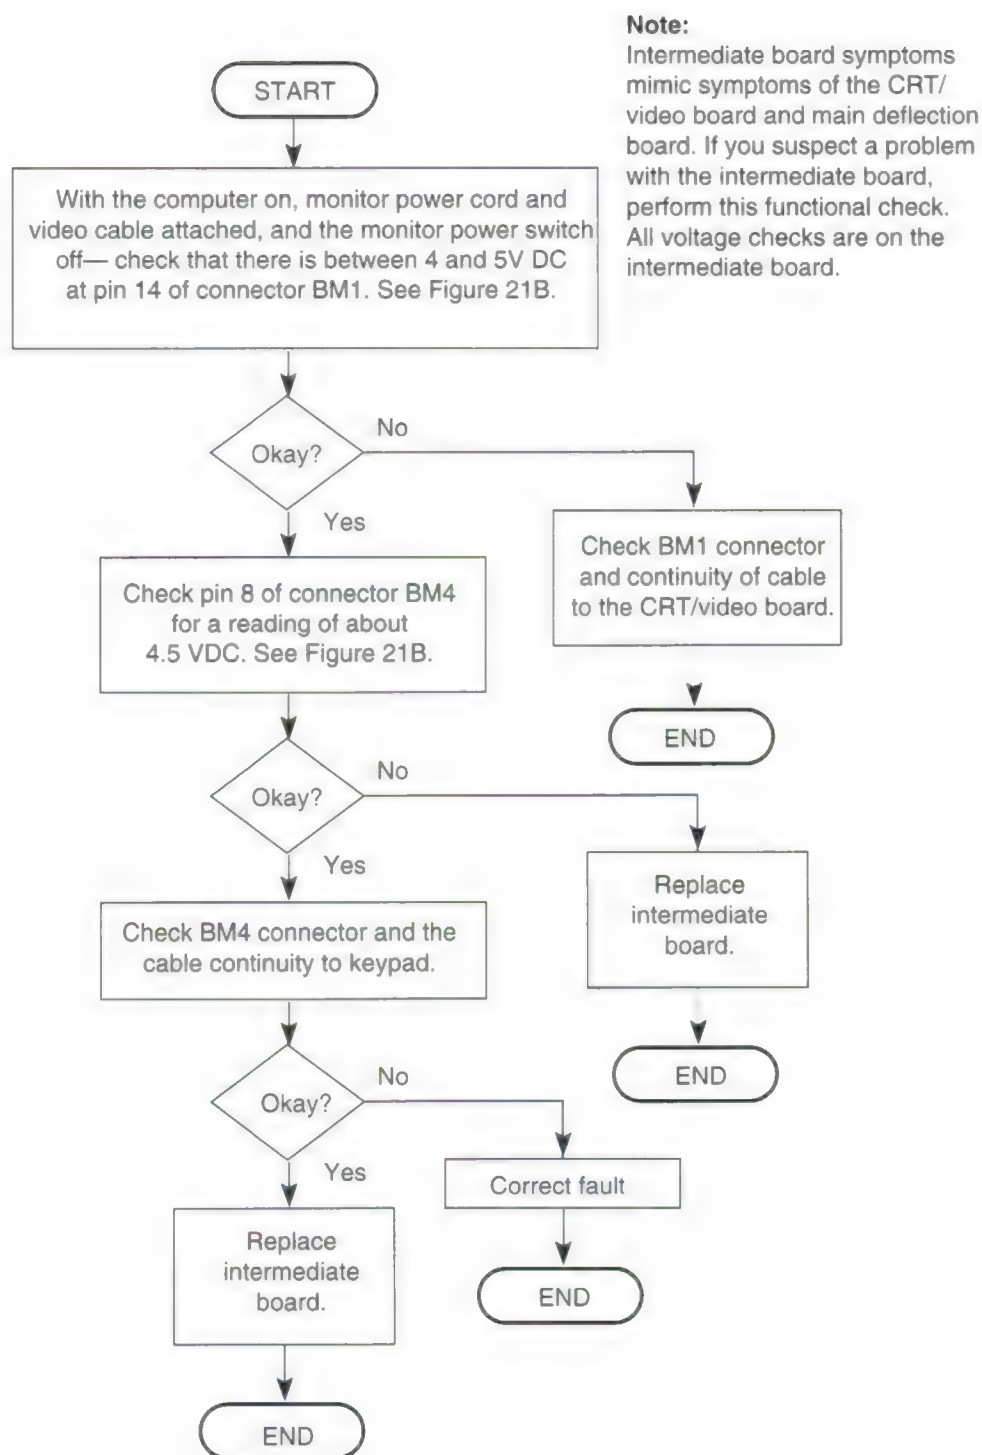 Note:
Intermediate board symptoms
mimic symptoms of the CRT/
video board and main deflection
board. If you suspect a problem
with the intermediate board,
perform this functional check.
All voltage checks are on the
intermediate board.
START
With the computer on, monitor power cord and
video cable attached, and the monitor power switch
off— check that there is between 4 and 5V DC
at pin 14 of connector BM1. See Figure 21B.
Okay?
No
Yes
Check BM1 connector
and continuity of cable
to the CRT/video board.
END
Check pin 8 of connector BM4
for a reading of about
4.5 VDC. See Figure 21B.
Okay?
No
Yes
Replace
intermediate
board.
END
Check BM4 connector and the
cable continuity to keypad.
Okay?
No
Yes
Correct fault
END
Replace
intermediate
board.
END